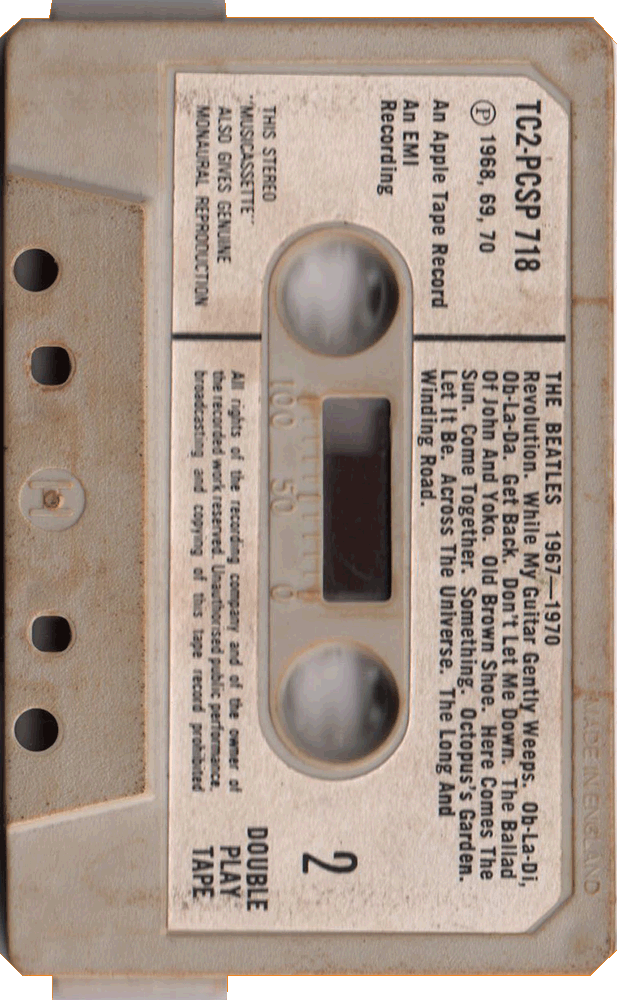 TC2-PCSP 718
Ⓟ 1968, 69, 70
An Apple Tape Record
An EMI
Recording
THIS STEREO
"MUSICASSETTE"
ALSO GIVES GENUINE
MONAURAL REPRODUCTION
THE BEATLES 1967—1970
Revolution. While My Guitar Gently Weeps. Ob-La-Di,
Ob-La-Da. Get Back. Don't Let Me Down. The Ballad
Of John And Yoko. Old Brown Shoe. Here Comes The
Sun. Come Together. Something. Octopus's Garden.
Let It Be. Across The Universe. The Long And
Winding Road.
100 50 0
All rights of the recording company and of the owner of
the recorded work reserved. Unauthorised public performance,
broadcasting and copying of this tape record prohibited
2
DOUBLE
PLAY
TAPE
MADE IN ENGLAND